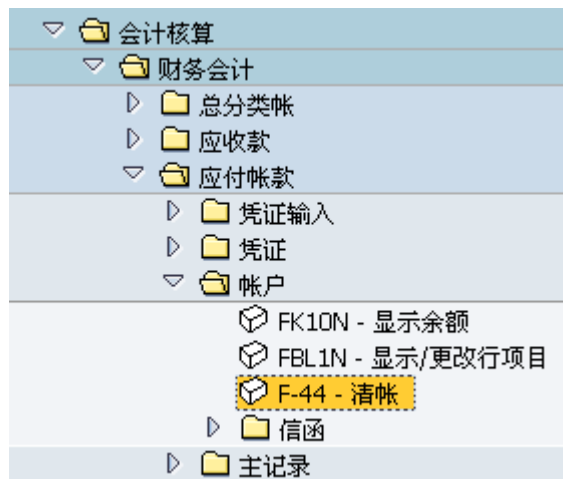 会计核算
财务会计
总分类帐
应收款
应付帐款
凭证输入
凭证
帐户
FK10N - 显示余额
FBL1N - 显示/更改行项目
F-44 - 清帐
信函
主记录